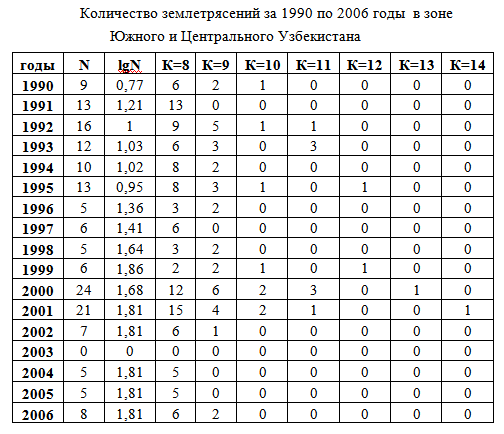 Количество землетрясений за 1990 по 2006 годы в зоне
Южного и Центрального Узбекистана
годы N lgN K=8 K=9 K=10 K=11 K=12 K=13 K=14
1990 9 0,77 6 2 1 0 0 0 0
1991 13 1,21 13 0 0 0 0 0 0
1992 16 1 9 5 1 1 0 0 0
1993 12 1,03 6 3 0 3 0 0 0
1994 10 1,02 8 2 0 0 0 0 0
1995 13 0,95 8 3 1 0 1 0 0
1996 5 1,36 3 2 0 0 0 0 0
1997 6 1,41 6 0 0 0 0 0 0
1998 5 1,64 3 2 0 0 0 0 0
1999 6 1,86 2 2 1 0 1 0 0
2000 24 1,68 12 6 2 3 0 1 0
2001 21 1,81 15 4 2 1 0 0 1
2002 7 1,81 6 1 0 0 0 0 0
2003 0 0 0 0 0 0 0 0 0
2004 5 1,81 5 0 0 0 0 0 0
2005 5 1,81 5 0 0 0 0 0 0
2006 8 1,81 6 2 0 0 0 0 0